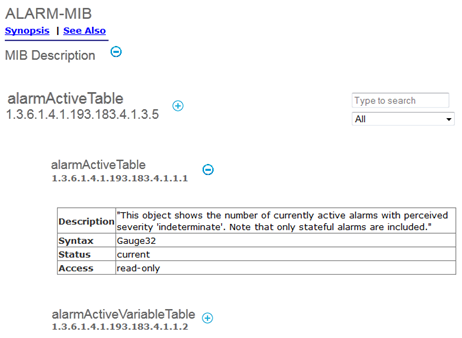 ALARM-MIB
Synopsis | See Also
MIB Description
alarmActiveTable
1.3.6.1.4.1.193.183.4.1.3.5
Type to search
All
alarmActiveTable
1.3.6.1.4.1.193.183.4.1.1.1
Description "This object shows the number of currently active alarms with perceived
severity 'indeterminate'. Note that only stateful alarms are included."
Syntax Gauge32
Status current
Access read-only
alarmActiveVariableTable
1.3.6.1.4.1.193.183.4.1.1.2